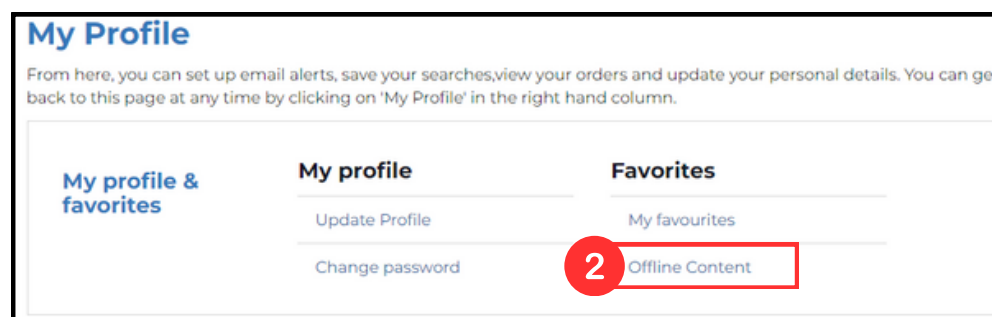 My Profile
From here, you can set up email alerts, save your searches,view your orders and update your personal details. You can ge
back to this page at any time by clicking on 'My Profile' in the right hand column.
My profile &
favorites
My profile
Update Profile
Change password
Favorites
My favourites
2
Offline Content